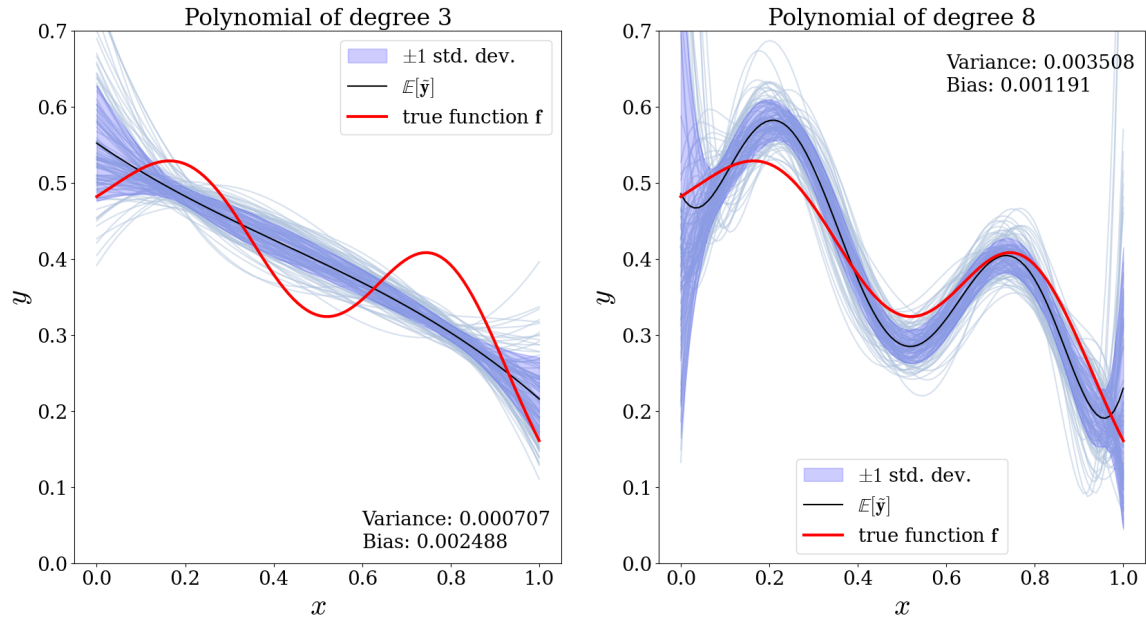 Polynomial of degree 3
0.7
0.6
0.5
0.4
0.3
0.2
0.1
0.0
y
±1 std. dev.
𝔼[ỹ]
true function f
Variance: 0.000707
Bias: 0.002488
0.0 0.2 0.4 0.6 0.8 1.0
x
Polynomial of degree 8
0.7
0.6
0.5
0.4
0.3
0.2
0.1
0.0
y
Variance: 0.003508
Bias: 0.001191
±1 std. dev.
𝔼[ỹ]
true function f
0.0 0.2 0.4 0.6 0.8 1.0
x